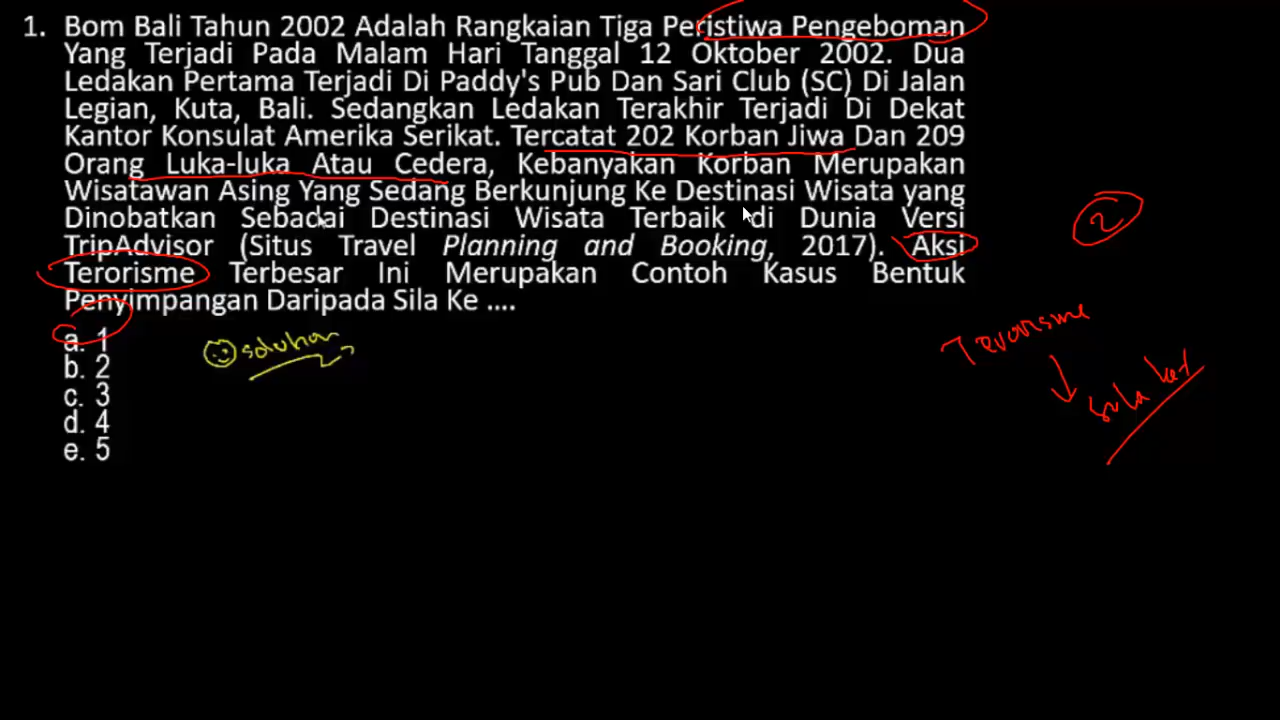 1. Bom Bali Tahun 2002 Adalah Rangkaian Tiga Peristiwa Pengeboman
Yang Terjadi Pada Malam Hari Tanggal 12 Oktober 2002. Dua
Ledakan Pertama Terjadi Di Paddy's Pub Dan Sari Club (SC) Di Jalan
Legian, Kuta, Bali. Sedangkan Ledakan Terakhir Terjadi Di Dekat
Kantor Konsulat Amerika Serikat. Tercatat 202 Korban Jiwa Dan 209
Orang Luka-luka Atau Cedera, Kebanyakan Korban Merupakan
Wisatawan Asing Yang Sedang Berkunjung Ke Destinasi Wisata yang
Dinobatkan Sebagai Destinasi Wisata Terbaik di Dunia Versi
TripAdvisor (Situs Travel Planning and Booking, 2017). Aksi
Terorisme Terbesar Ini Merupakan Contoh Kasus Bentuk
Penyimpangan Daripada Sila Ke ....
a. 1
b. 2
c. 3
d. 4
e. 5
2
Terorisme
sila